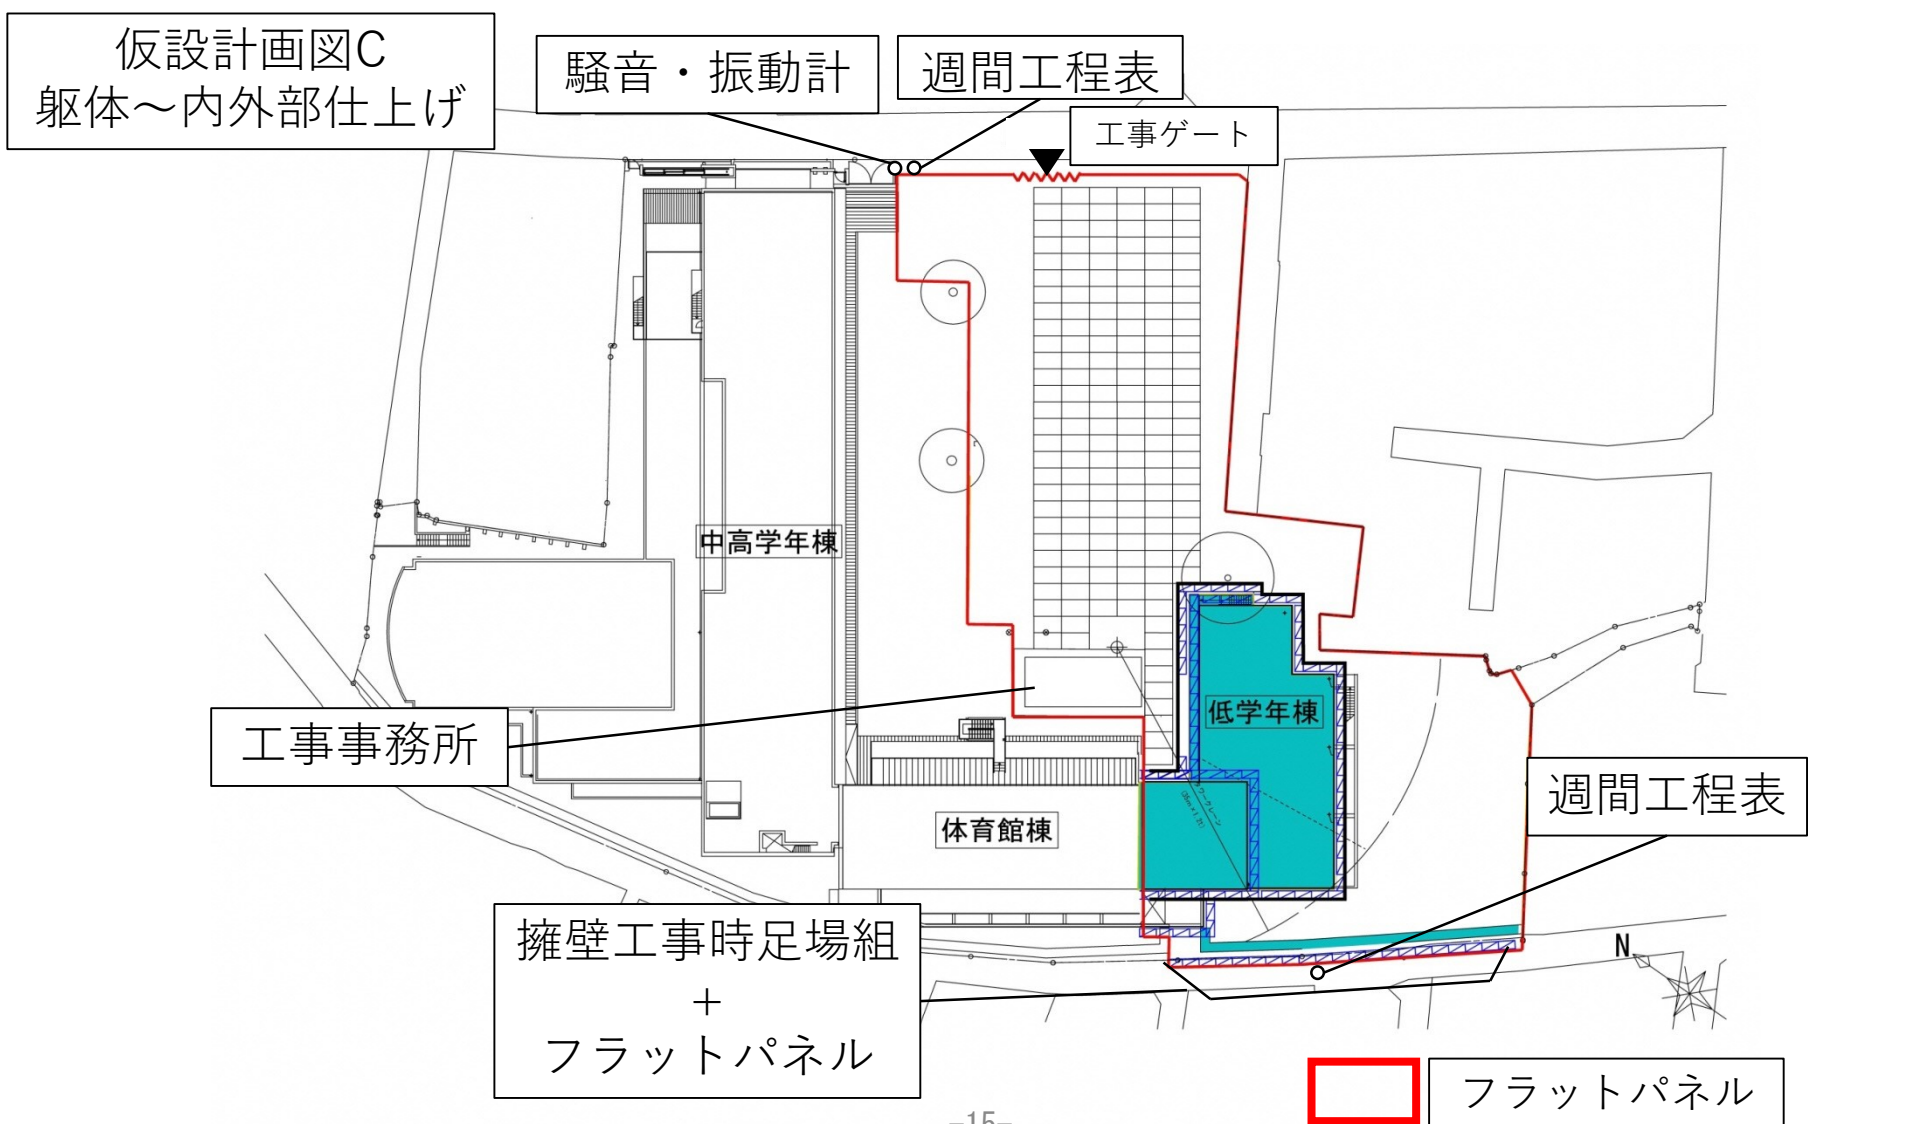 仮設計画図C
躯体～内外部仕上げ
騒音・振動計
週間工程表
工事ゲート
中高学年棟
低学年棟
工事事務所
体育館棟
週間工程表
擁壁工事時足場組
+
フラットパネル
N
フラットパネル
-15-